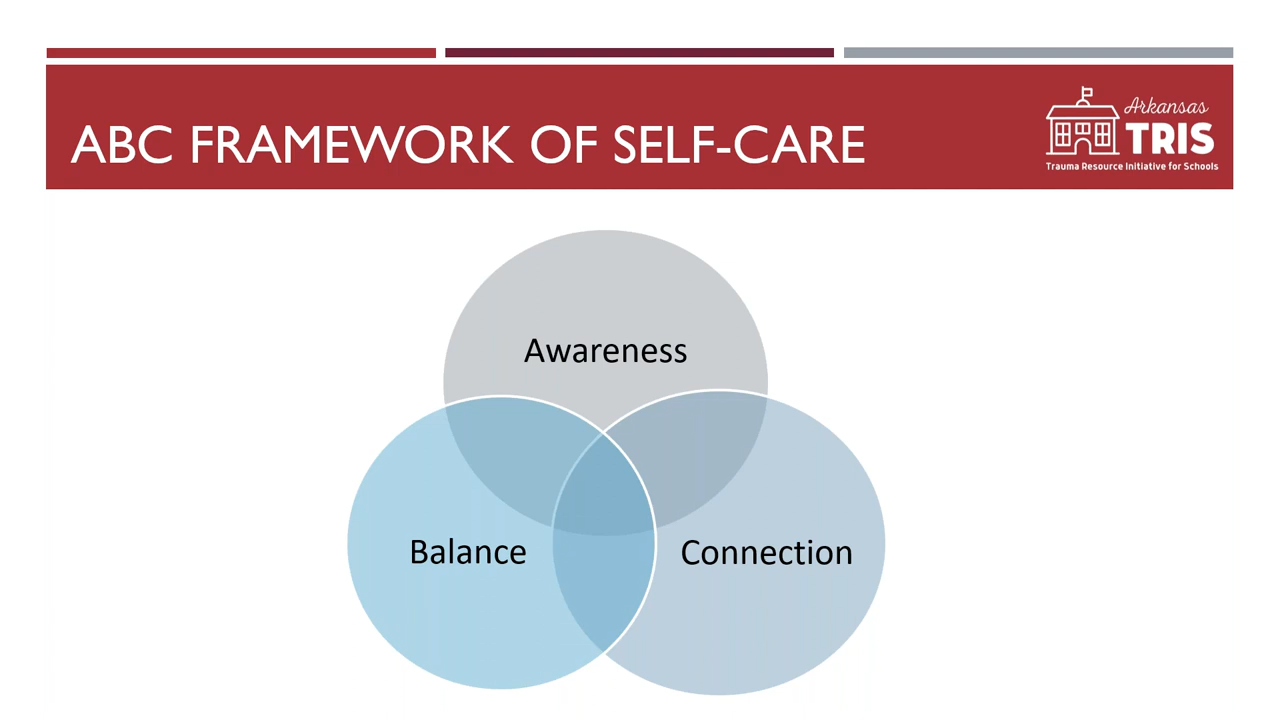 ABC FRAMEWORK OF SELF-CARE
Arkansas
TRIS
Trauma Resource Initiative for Schools
Awareness
Balance
Connection